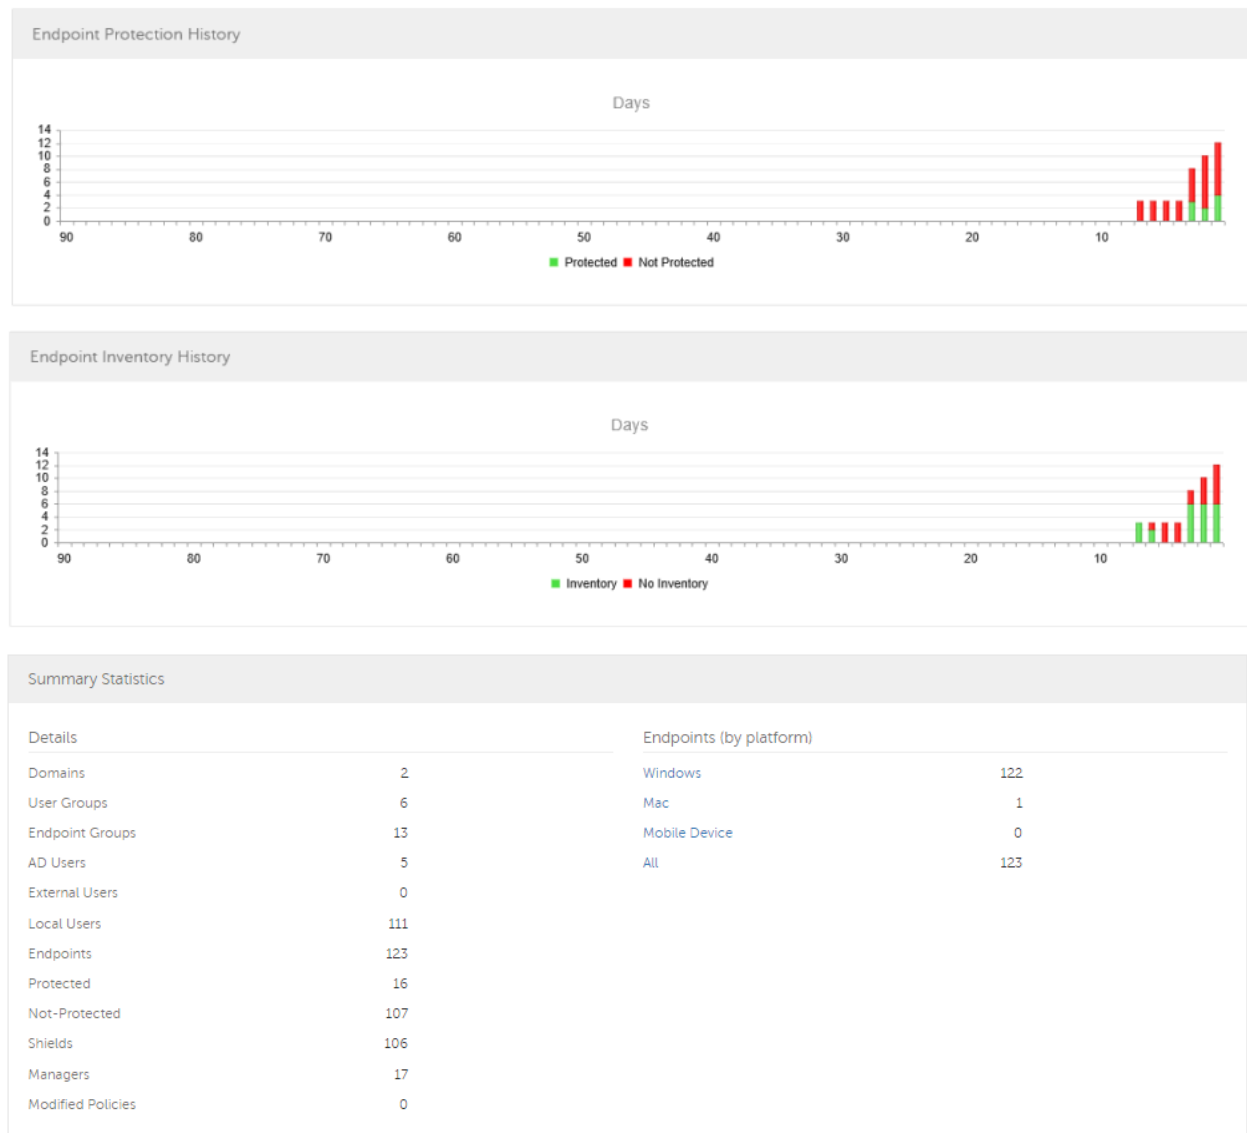 Endpoint Protection History
Days
14
12
10
8
6
4
2
0
90 80 70 60 50 40 30 20 10
Protected Not Protected
Endpoint Inventory History
Days
14
12
10
8
6
4
2
0
90 80 70 60 50 40 30 20 10
Inventory No Inventory
Summary Statistics
Details Endpoints (by platform)
Domains 2 Windows 122
User Groups 6 Mac 1
Endpoint Groups 13 Mobile Device 0
AD Users 5 All 123
External Users 0
Local Users 111
Endpoints 123
Protected 16
Not-Protected 107
Shields 106
Managers 17
Modified Policies 0